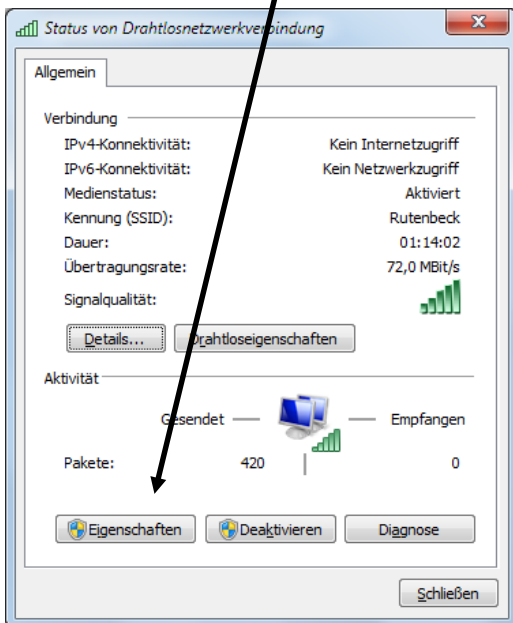 Status von Drahtlosnetzwerkverbindung
Allgemein
Verbindung
IPv4-Konnektivität: Kein Internetzugriff
IPv6-Konnektivität: Kein Netzwerkzugriff
Medienstatus: Aktiviert
Kennung (SSID): Rutenbeck
Dauer: 01:14:02
Übertragungsrate: 72,0 MBit/s
Signalqualität:
Details... Drahtloseigenschaften
Aktivität
Gesendet Empfangen
Pakete: 420 0
Eigenschaften Deaktivieren Diagnose
Schließen